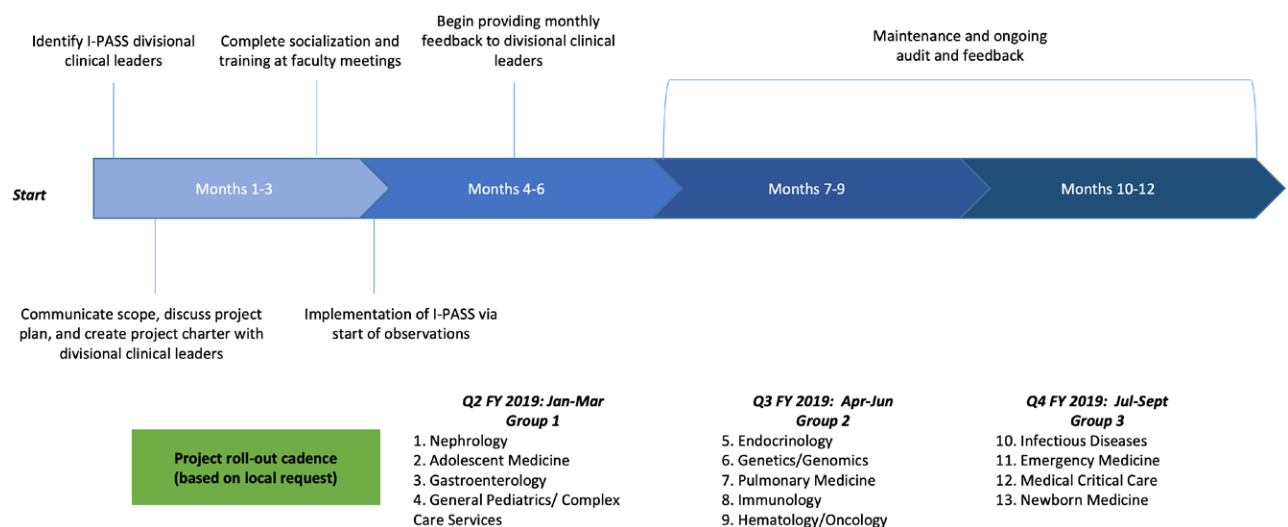 Identify I-PASS divisional
clinical leaders
Complete socialization and
training at faculty meetings
Begin providing monthly
feedback to divisional clinical
leaders
Maintenance and ongoing
audit and feedback
Start
Months 1-3
Months 4-6
Months 7-9
Months 10-12
Communicate scope, discuss project
plan, and create project charter with
divisional clinical leaders
Implementation of I-PASS via
start of observations
Project roll-out cadence
(based on local request)
Q2 FY 2019: Jan-Mar
Group 1
1. Nephrology
2. Adolescent Medicine
3. Gastroenterology
4. General Pediatrics/ Complex
Care Services
Q3 FY 2019:  Apr-Jun
Group 2
5. Endocrinology
6. Genetics/Genomics
7. Pulmonary Medicine
8. Immunology
9. Hematology/Oncology
Q4 FY 2019:  Jul-Sept
Group 3
10. Infectious Diseases
11. Emergency Medicine
12. Medical Critical Care
13. Newborn Medicine